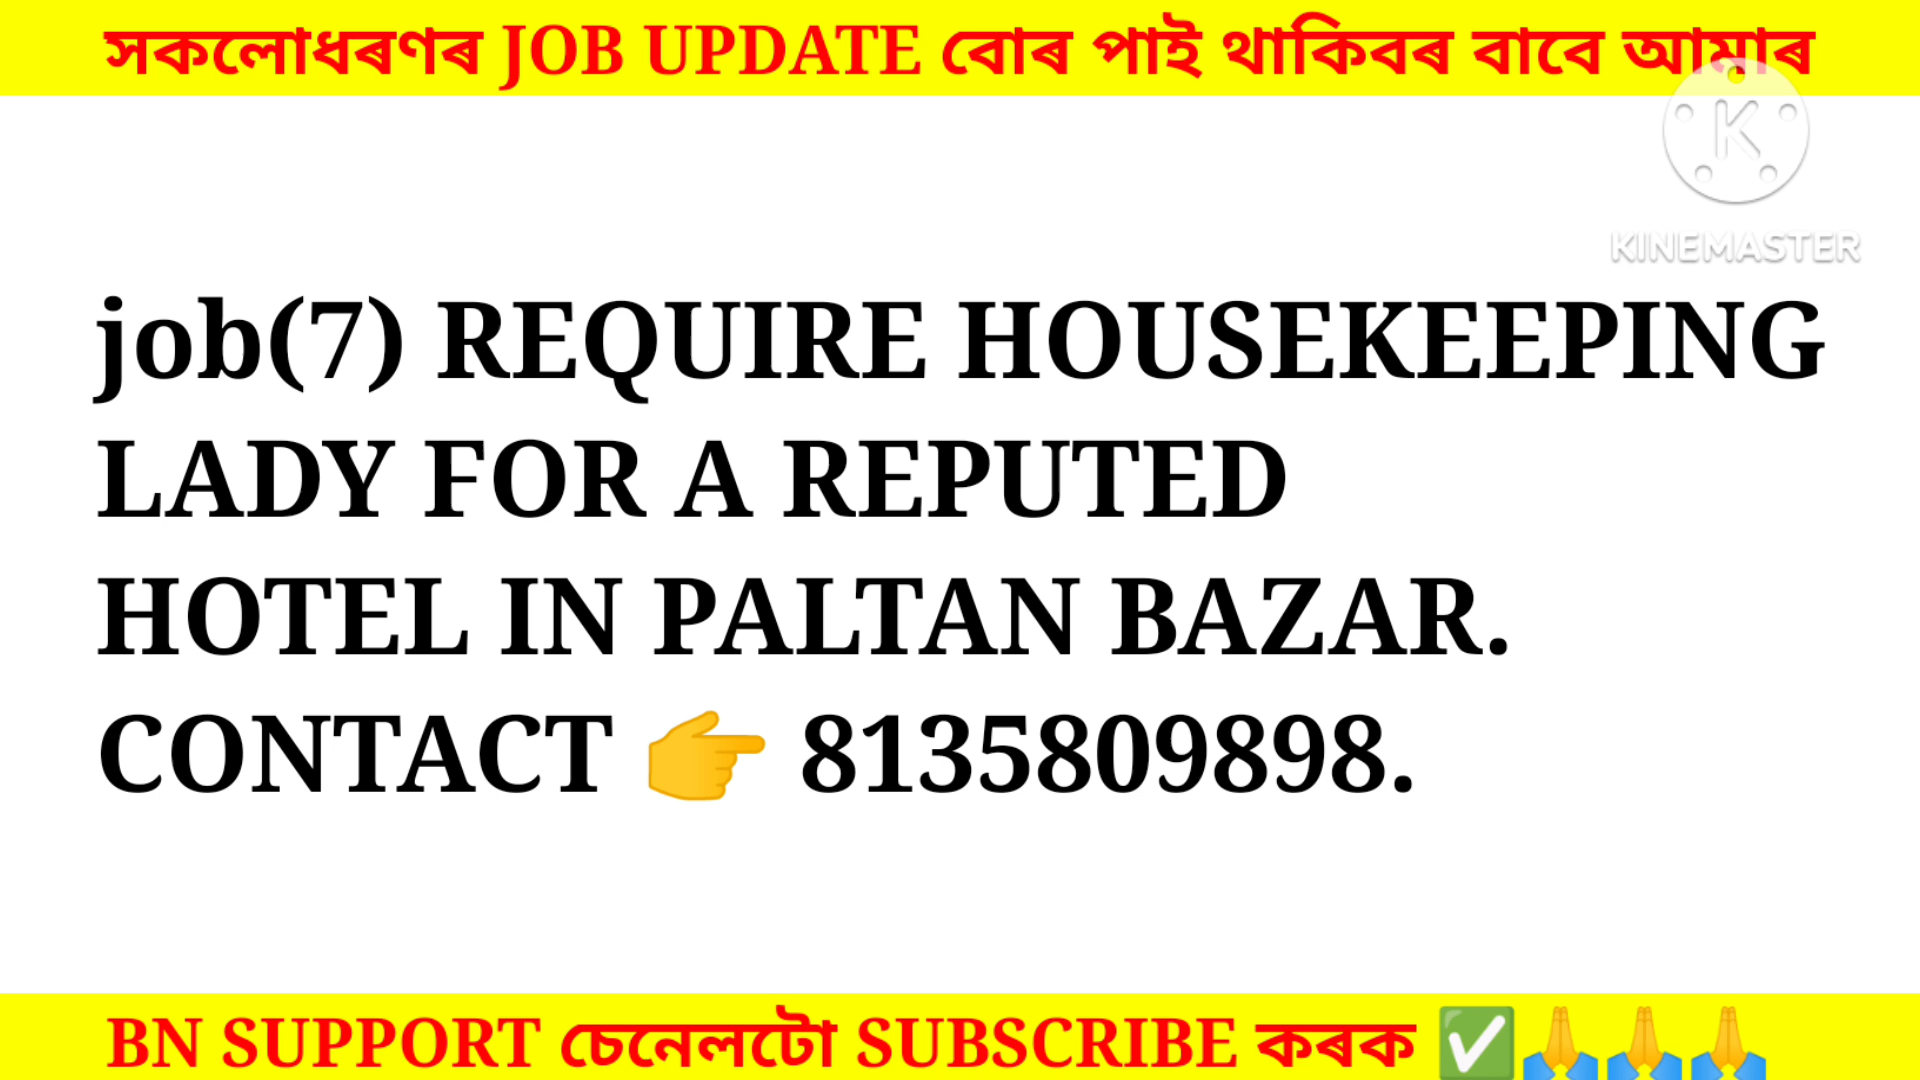 সকলোধৰণৰ JOB UPDATE বোৰ পাই থাকিবৰ বাবে আমাৰ
KINEMASTER
job(7) REQUIRE HOUSEKEEPING
LADY FOR A REPUTED
HOTEL IN PALTAN BAZAR.
CONTACT 👉 8135809898.
BN SUPPORT চেনেলটো SUBSCRIBE কৰক ✅🙏🙏🙏